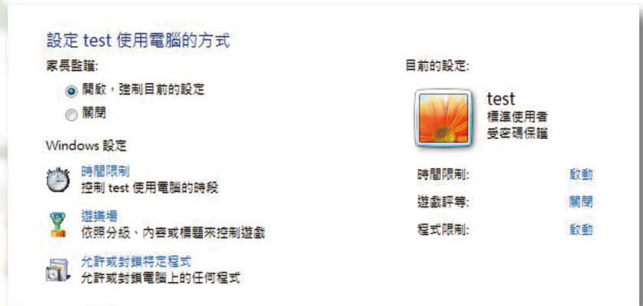 設定 test 使用電腦的方式
家長監護:
開啟，強制目前的設定
關閉
Windows 設定
時間限制
控制 test 使用電腦的時段
遊樂場
依照分級、內容或標題來控制遊戲
允許或封鎖特定程式
允許或封鎖電腦上的任何程式
目前的設定:
test
標準使用者
受密碼保護
時間限制: 啟動
遊戲評等: 關閉
程式限制: 啟動